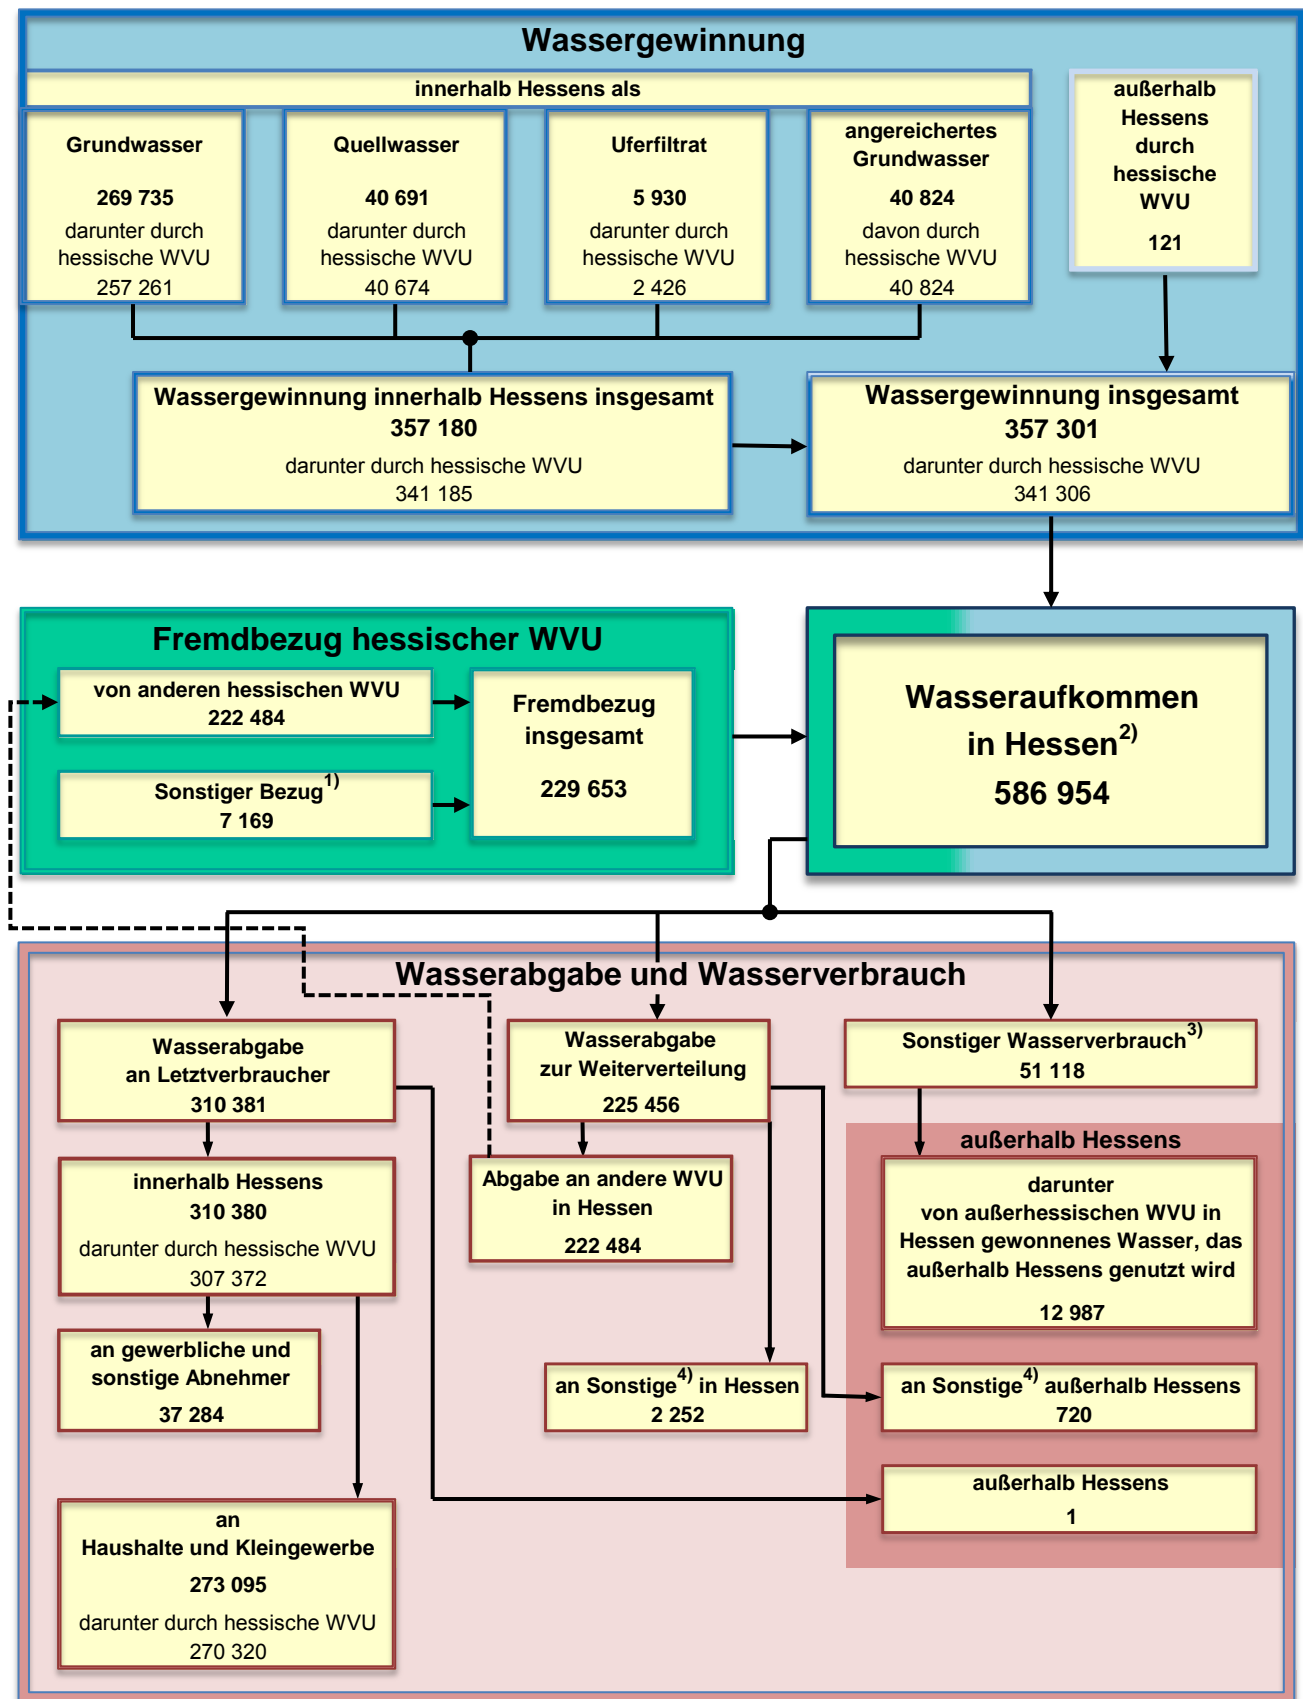 Wassergewinnung
innerhalb Hessens als
Grundwasser
269 735
darunter durch
hessische WVU
257 261
Quellwasser
40 691
darunter durch
hessische WVU
40 674
Uferfiltrat
5 930
darunter durch
hessische WVU
2 426
angereichertes
Grundwasser
40 824
davon durch
hessische WVU
40 824
außerhalb
Hessens
durch
hessische
WVU
121
Wassergewinnung innerhalb Hessens insgesamt
357 180
darunter durch hessische WVU
341 185
Wassergewinnung insgesamt
357 301
darunter durch hessische WVU
341 306
Fremdbezug hessischer WVU
von anderen hessischen WVU
222 484
Sonstiger Bezug1)
7 169
Fremdbezug
insgesamt
229 653
Wasseraufkommen
in Hessen2)
586 954
Wasserabgabe und Wasserverbrauch
Wasserabgabe
an Letztverbraucher
310 381
innerhalb Hessens
310 380
darunter durch hessische WVU
307 372
an gewerbliche und
sonstige Abnehmer
37 284
an
Haushalte und Kleingewerbe
273 095
darunter durch hessische WVU
270 320
Wasserabgabe
zur Weiterverteilung
225 456
Abgabe an andere WVU
in Hessen
222 484
an Sonstige4) in Hessen
2 252
Sonstiger Wasserverbrauch3)
51 118
außerhalb Hessens
darunter
von außerhessischen WVU in
Hessen gewonnenes Wasser, das
außerhalb Hessens genutzt wird
12 987
an Sonstige4) außerhalb Hessens
720
außerhalb Hessens
1